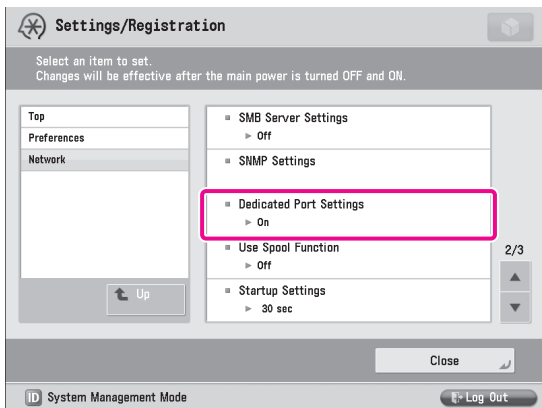 Settings/Registration
Select an item to set.
Changes will be effective after the main power is turned OFF and ON.
Top
Preferences
Network
Up
SMB Server Settings
► Off
SNMP Settings
Dedicated Port Settings
► On
Use Spool Function
► Off
Startup Settings
► 30 sec
2/3
Close
ID System Management Mode
Log Out